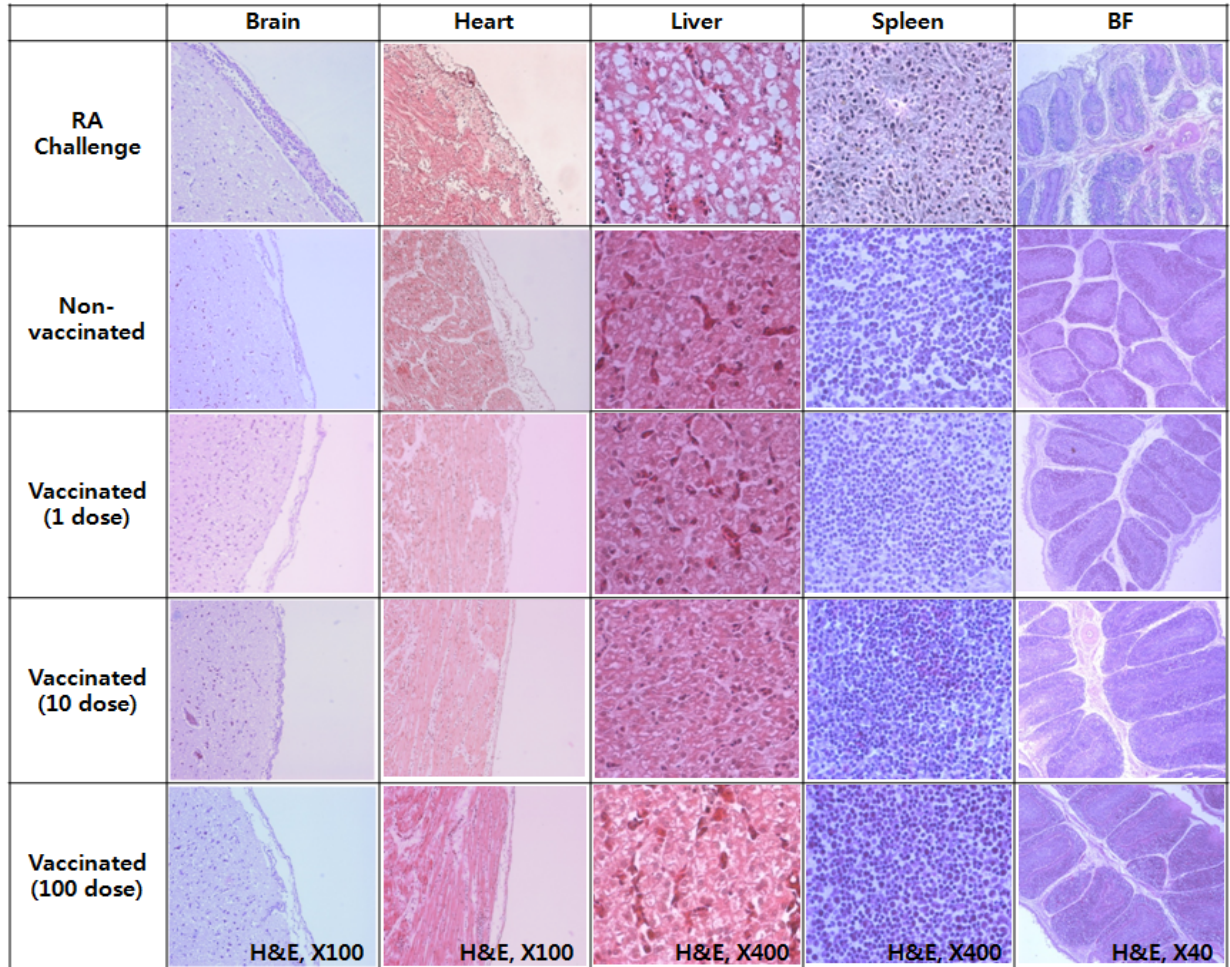 Brain Heart Liver Spleen BF
RA
Challenge
Non-
vaccinated
Vaccinated
(1 dose)
Vaccinated
(10 dose)
Vaccinated
(100 dose)
H&E, X100 H&E, X100 H&E, X400 H&E, X400 H&E, X40